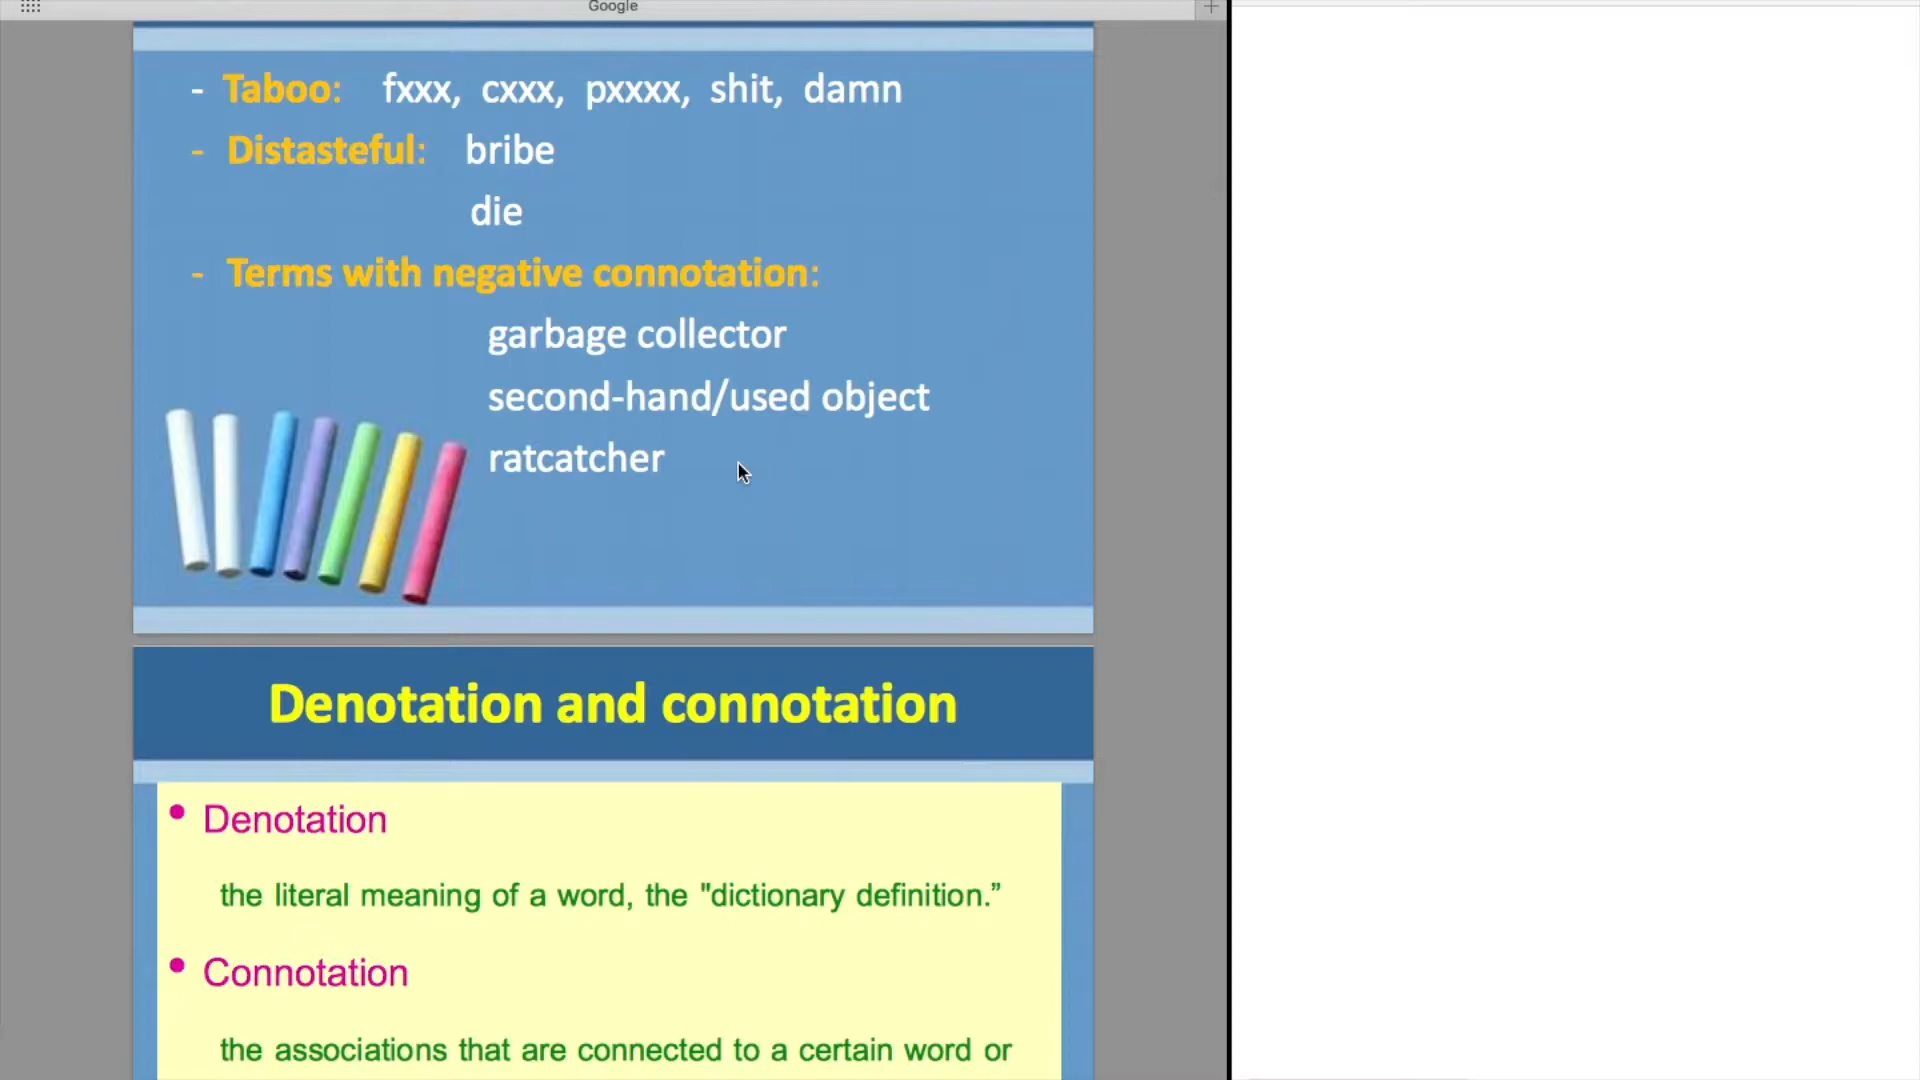 Google
- Taboo: fxxx, cxxx, pxxxx, shit, damn
- Distasteful: bribe
die
- Terms with negative connotation:
garbage collector
second-hand/used object
ratcatcher
Denotation and connotation
• Denotation
the literal meaning of a word, the "dictionary definition.”
• Connotation
the associations that are connected to a certain word or